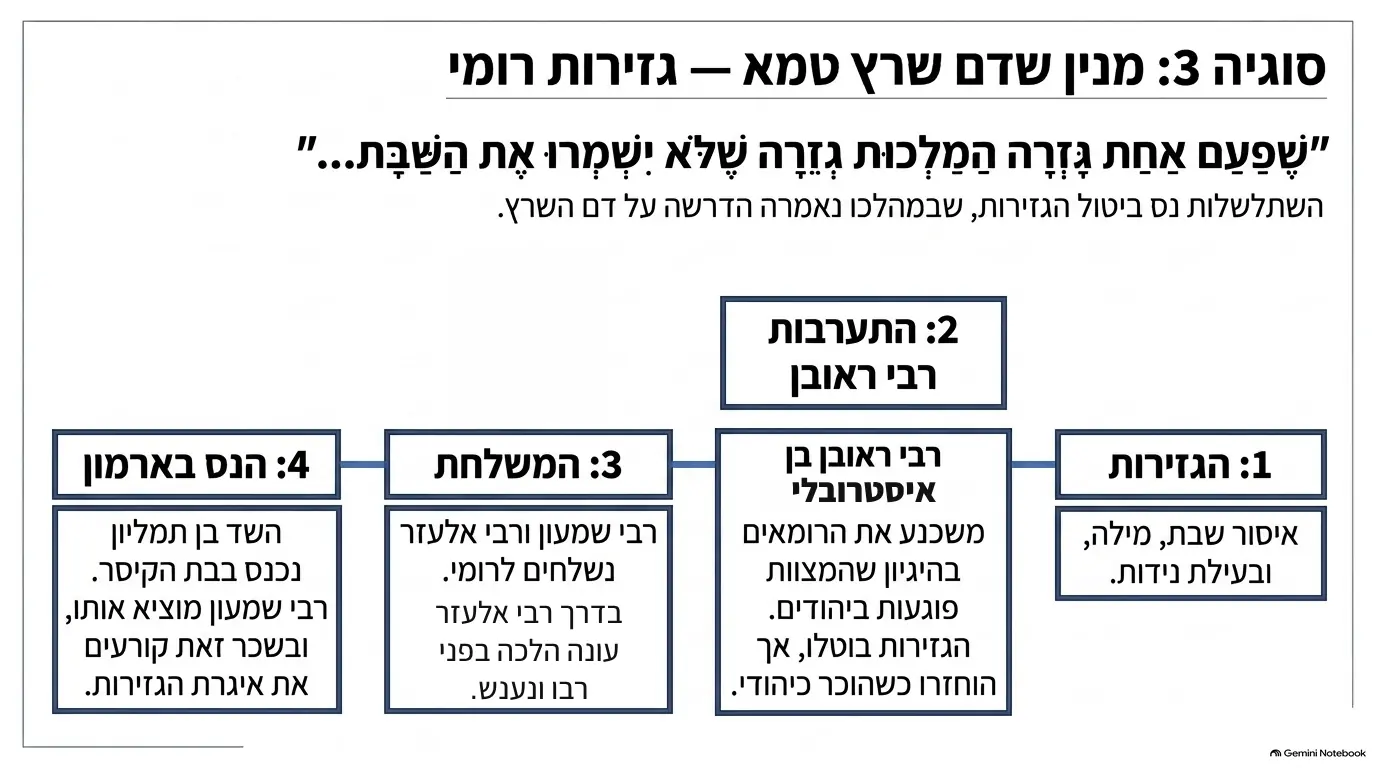 סוגיה 3: מנין שדם שרץ טמא — גזירות רומי
"שֶׁפַּעַם אַחַת גָּזְרָה הַמַּלְכוּת גְּזֵרָה שֶׁלֹּא יִשְׁמְרוּ אֶת הַשַּׁבָּת..."
השתלשלות נס ביטול הגזירות, שבמהלכו נאמרה הדרשה על דם השרץ.
1: הגזירות
איסור שבת, מילה,
ובעילת נידות.
2: התערבות
רבי ראובן
רבי ראובן בן
איסטרובלי
משכנע את הרומאים
בהיגיון שהמצוות
פוגעות ביהודים.
הגזירות בוטלו, אך
הוחזרו כשהוכר כיהודי.
3: המשלחת
רבי שמעון ורבי אלעזר
נשלחים לרומי.
בדרך רבי אלעזר
עונה הלכה בפני
רבו ונענש.
4: הנס בארמון
השד בן תמליון
נכנס בבת הקיסר.
רבי שמעון מוציא אותו,
ובשכר זאת קורעים
את איגרת הגזירות.
Gemini Notebook